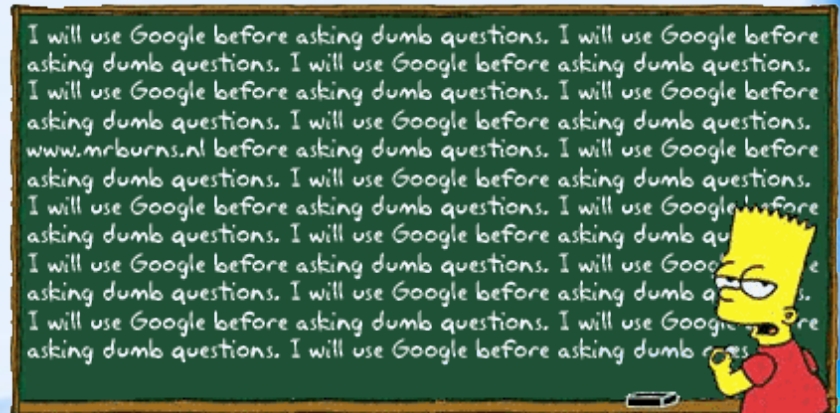 I will use Google before asking dumb questions. I will use Google before
asking dumb questions. I will use Google before asking dumb questions.
I will use Google before asking dumb questions. I will use Google before
asking dumb questions. I will use Google before asking dumb questions.
www.mrburns.nl before asking dumb questions. I will use Google before
asking dumb questions. I will use Google before asking dumb questions.
I will use Google before asking dumb questions. I will use Google before
asking dumb questions. I will use Google before asking dumb
I will use Google before asking dumb questions. I will use
asking dumb questions. I will use Google before asking dumb
I will use Google before asking dumb questions. I will use
asking dumb questions. I will use Google before asking dumb